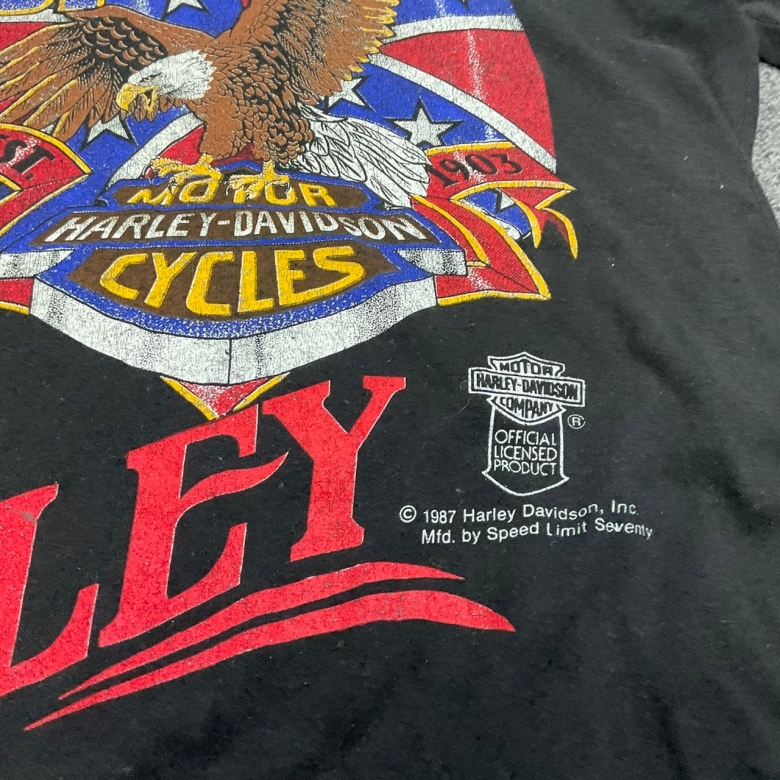 ST.
1903
MOTOR
HARLEY-DAVIDSON
CYCLES
LEY
MOTOR
HARLEY-DAVIDSON
COMPANY
®
OFFICIAL
LICENSED
PRODUCT
© 1987 Harley Davidson, Inc.
Mfd. by Speed Limit Seventy